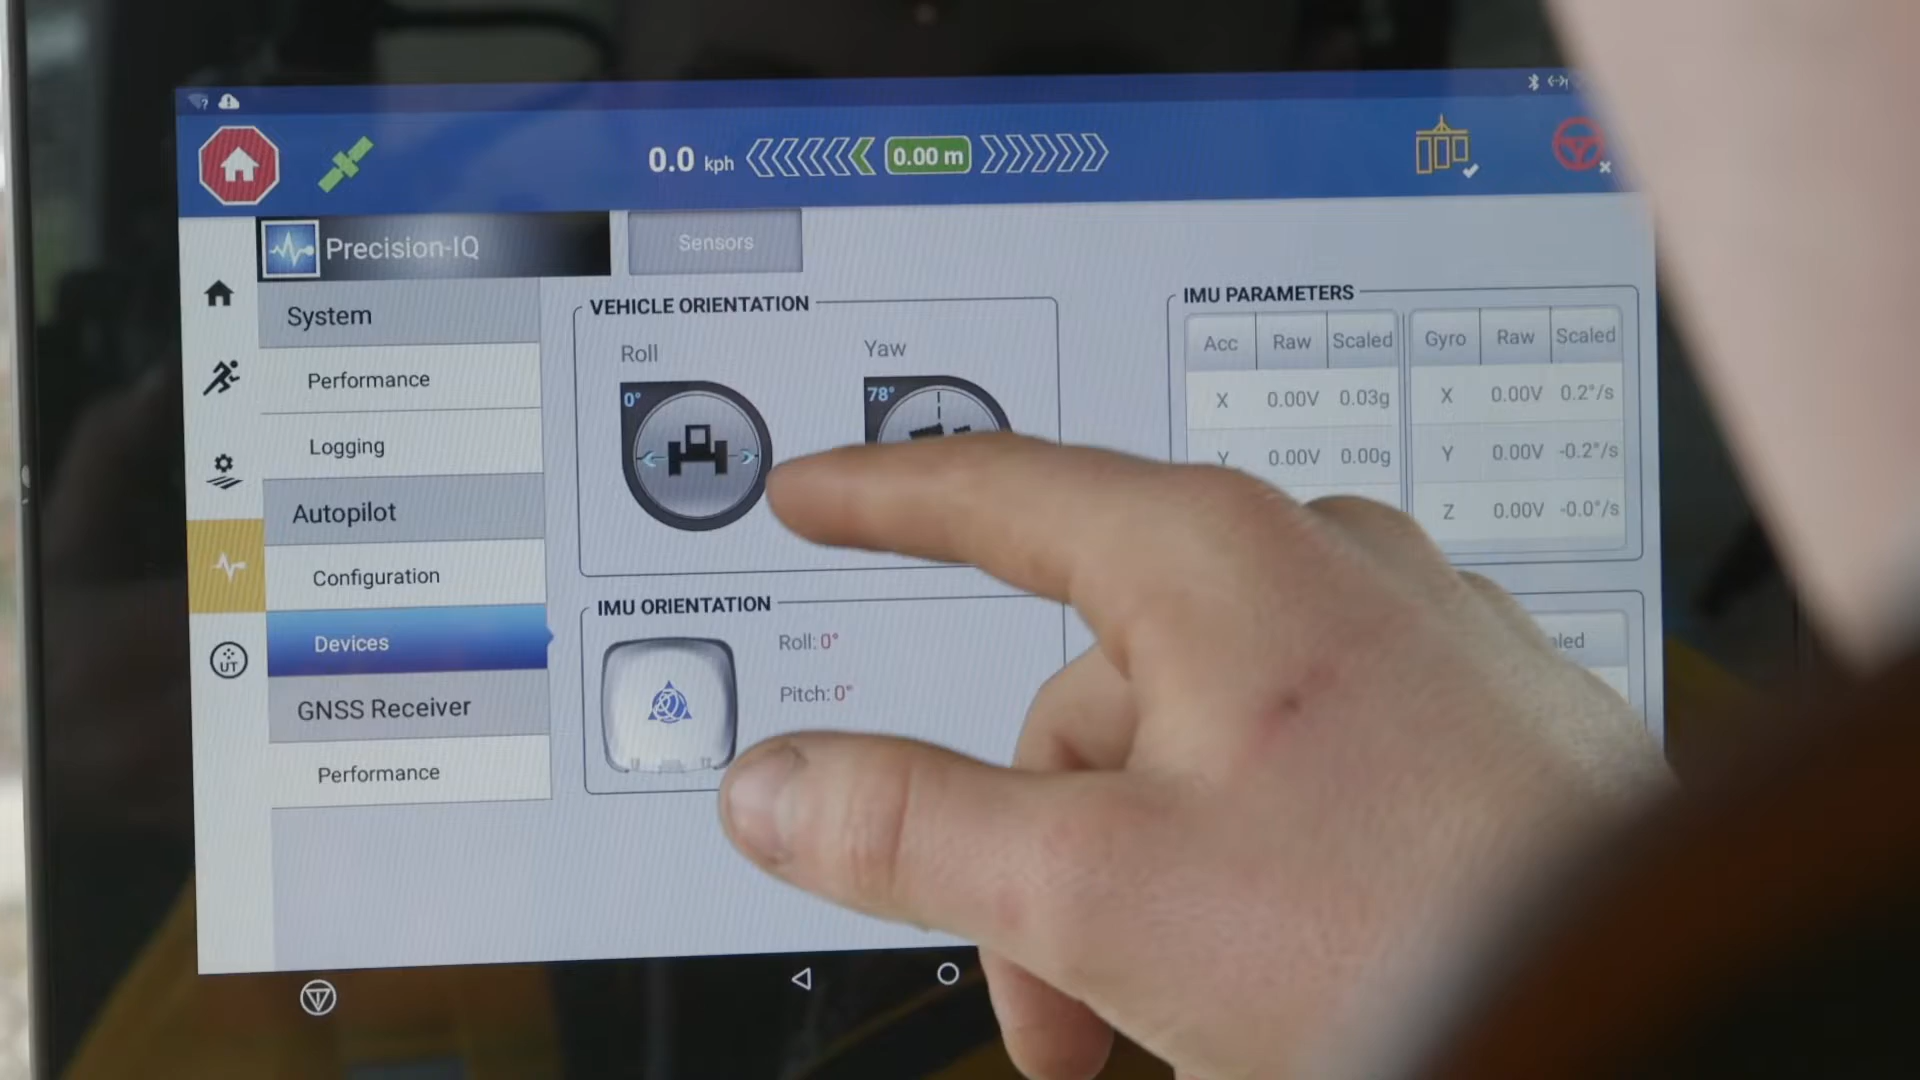 0.0 kph 0.00 m
Precision-IQ
Sensors
System
Performance
Logging
Autopilot
Configuration
Devices
GNSS Receiver
Performance
UT
VEHICLE ORIENTATION
Roll
0°
Yaw
78°
IMU ORIENTATION
Roll: 0°
Pitch: 0°
IMU PARAMETERS
Acc Raw Scaled
X 0.00V 0.03g
Y 0.00V 0.00g
Gyro Raw Scaled
X 0.00V 0.2°/s
Y 0.00V -0.2°/s
Z 0.00V -0.0°/s